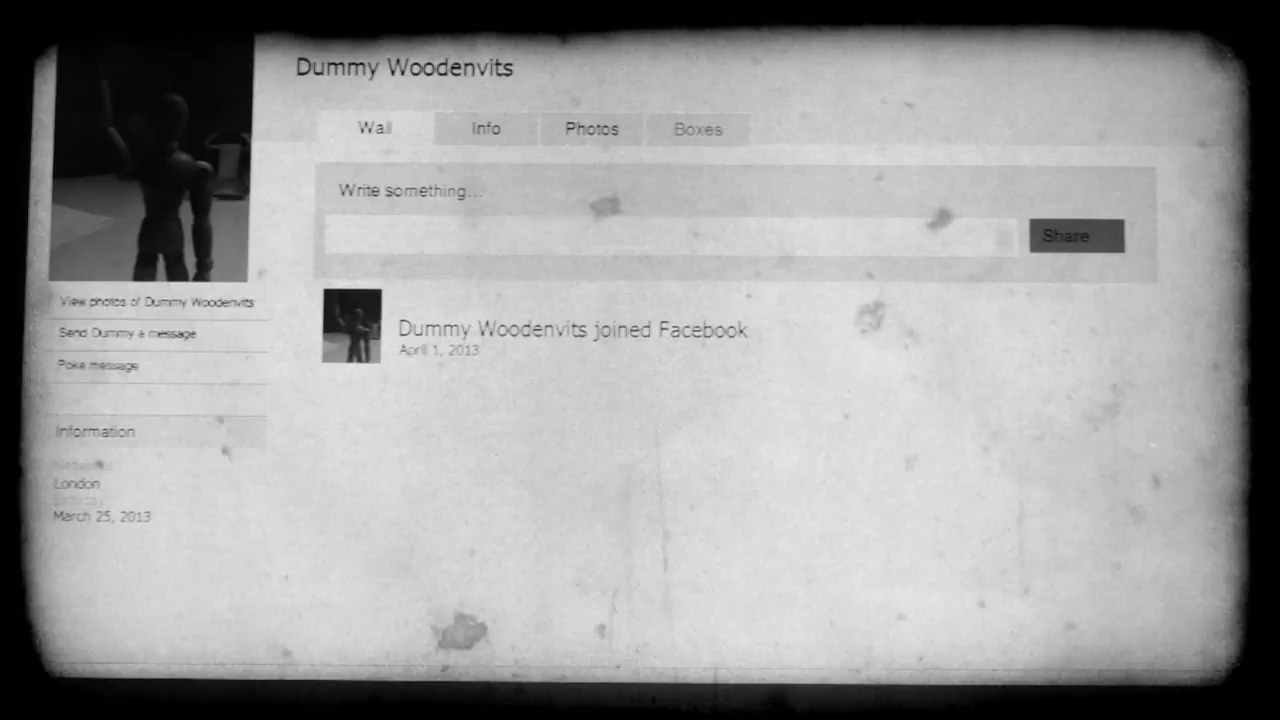 Dummy Woodenvits
Wall
Info
Photos
Boxes
Write something...
Share
View photos of Dummy Woodenvits
Send Dummy a message
Poke message
Dummy Woodenvits joined Facebook
April 1, 2013
Information
London
Birthday
March 25, 2013